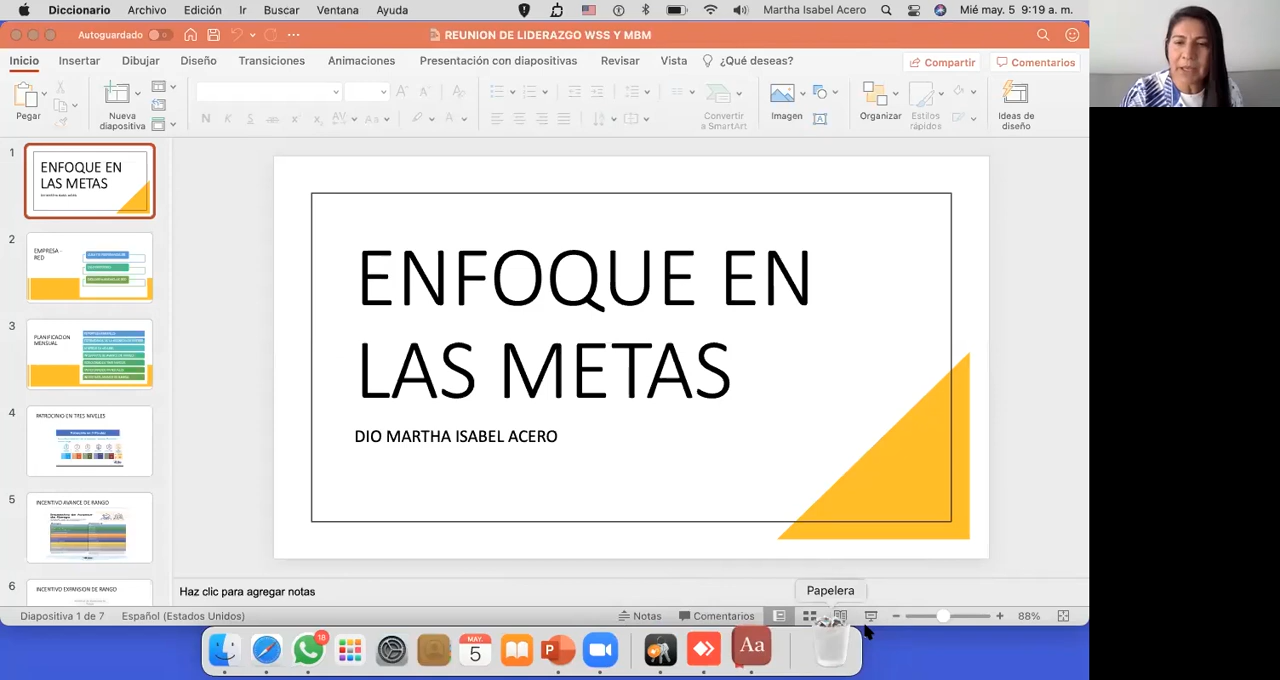 Diccionario Archivo Edición Ir Buscar Ventana Ayuda Martha Isabel Acero Mié may. 5 9:19 a. m.
Autoguardado REUNION DE LIDERAZGO WSS Y MBM
Inicio Insertar Dibujar Diseño Transiciones Animaciones Presentación con diapositivas Revisar Vista ¿Qué deseas? Compartir Comentarios
Pegar Nueva diapositiva Convertir a SmartArt Imagen Organizar Estilos rápidos Ideas de diseño
1
ENFOQUE EN
LAS METAS
2
EMPRESA -
RED
3
PLANIFICACION
MENSUAL
4
PATROCINIO EN TRES NIVELES
5
INCENTIVO AVANCE DE RANGO
6
INCENTIVO EXPANSION DE RANGO
ENFOQUE EN
LAS METAS
DIO MARTHA ISABEL ACERO
Haz clic para agregar notas
Papelera
Diapositiva 1 de 7 Español (Estados Unidos) Notas Comentarios 88%
18
MAY.
5
Aa